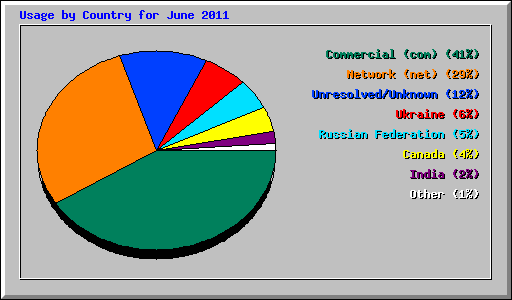 Usage by Country for June 2011
Commercial (com) (41%)
Network (net) (29%)
Unresolved/Unknown (12%)
Ukraine (6%)
Russian Federation (5%)
Canada (4%)
India (2%)
Other (1%)